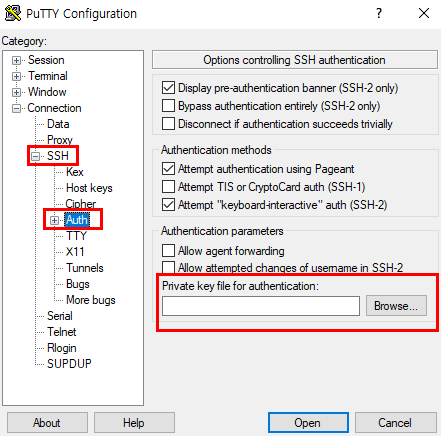 PuTTY Configuration
Category:
Session
Terminal
Window
Connection
Data
Proxy
SSH
Kex
Host keys
Cipher
Auth
TTY
X11
Tunnels
Bugs
More bugs
Serial
Telnet
Rlogin
SUPDUP
Options controlling SSH authentication
Display pre-authentication banner (SSH-2 only)
Bypass authentication entirely (SSH-2 only)
Disconnect if authentication succeeds trivially
Authentication methods
Attempt authentication using Pageant
Attempt TIS or CryptoCard auth (SSH-1)
Attempt "keyboard-interactive" auth (SSH-2)
Authentication parameters
Allow agent forwarding
Allow attempted changes of username in SSH-2
Private key file for authentication:
Browse...
About
Help
Open
Cancel